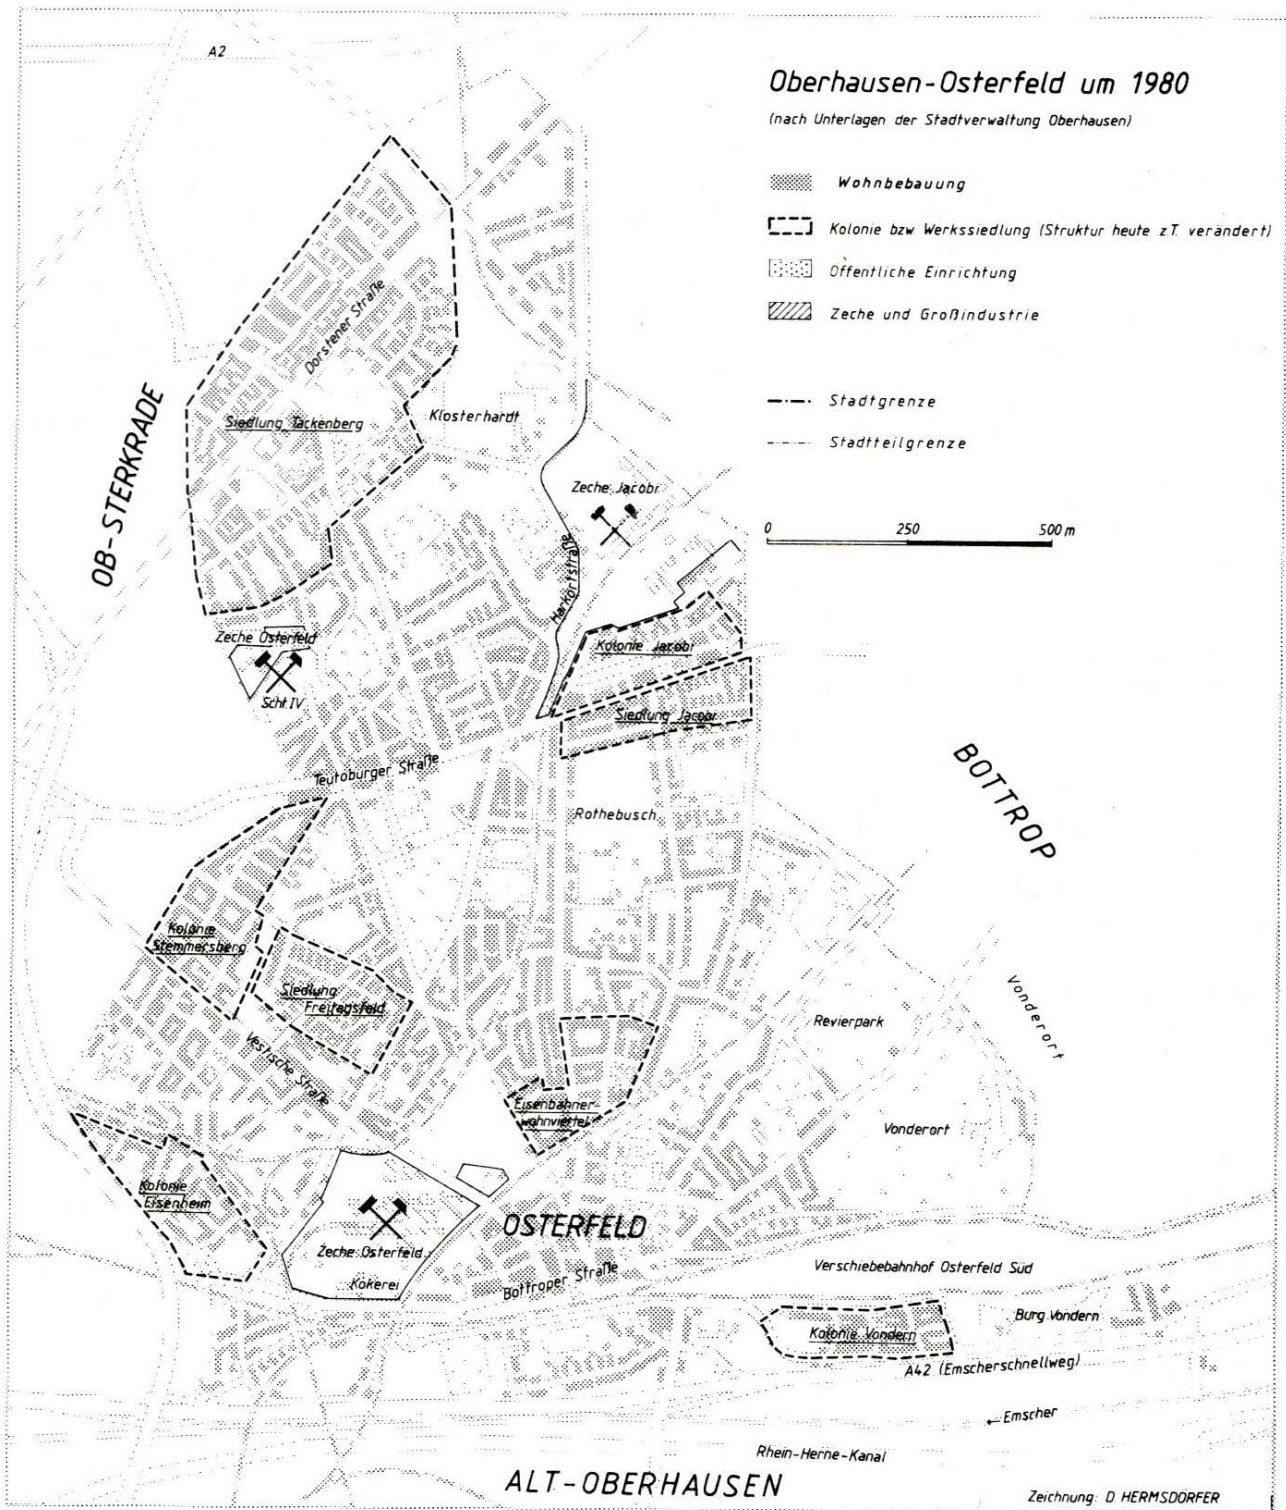 A2
Oberhausen-Osterfeld um 1980
(nach Unterlagen der Stadtverwaltung Oberhausen)
Wohnbebauung
Kolonie bzw Werkssiedlung (Struktur heute z.T. verändert)
Offentliche Einrichtung
Zeche und Großindustrie
Stadtgrenze
Stadtteilgrenze
0 250 500 m
Dorstener Straße
OB-STERKRADE
Siedlung Tackenberg
Klosterhardt
Zeche Jacobi
Harkortstraße
Zeche Osterfeld
Scht. IV
Kolonie Jacobi
Siedlung Jacobi
Teutoburger Straße
BOTTROP
Rothebusch
Kolonie
Stemmersberg
Siedlung
Freitagsfeld
Vonderort
Revierpark
Vestische Straße
Eisenbahner-
wohnviertel
Vonderort
Kolonie
Eisenheim
OSTERFELD
Zeche Osterfeld
Kokerei
Bottroper Straße
Verschiebebahnhof Osterfeld Süd
Burg Vondern
Kolonie Vondern
A42 (Emscherschnellweg)
←Emscher
Rhein-Herne-Kanal
ALT-OBERHAUSEN
Zeichnung: D HERMSDÖRFER